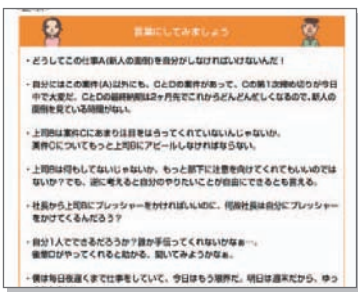 言葉にしてみましょう
・どうしてこの仕事A(新人の面倒)を自分がしなければいけないんだ！
・自分にはこの案件(A)以外にも、CとDの案件があって、Cの第1次締め切りが今日
中で大変だ。CとDの最終納期は2ヶ月先でこれからどんどん忙しくなるので、新人の
面倒を見ている時間がない。
・上司Bは案件Cにあまり注目をはらってくれていないんじゃないか。
案件Cについてもっと上司Bにアピールしなければならない。
・上司Bは何もしてないじゃないか、もっと部下に注意を向けてくれてもいいのでは
ないか？でも、逆に考えると自分のやりたいことが自由にできるとも言える。
・社長から上司Bにプレッシャーをかければいいのに、何故社長は自分にプレッシャー
をかけてくるんだろう？
・自分1人でできるだろうか？誰か手伝ってくれないかなぁ…。
後輩Dがやってくれると助かる、聞いてみようかなぁ。
・僕は毎日夜遅くまで仕事をしていて、今日はもう限界だ。明日は週末だから、ゆっ